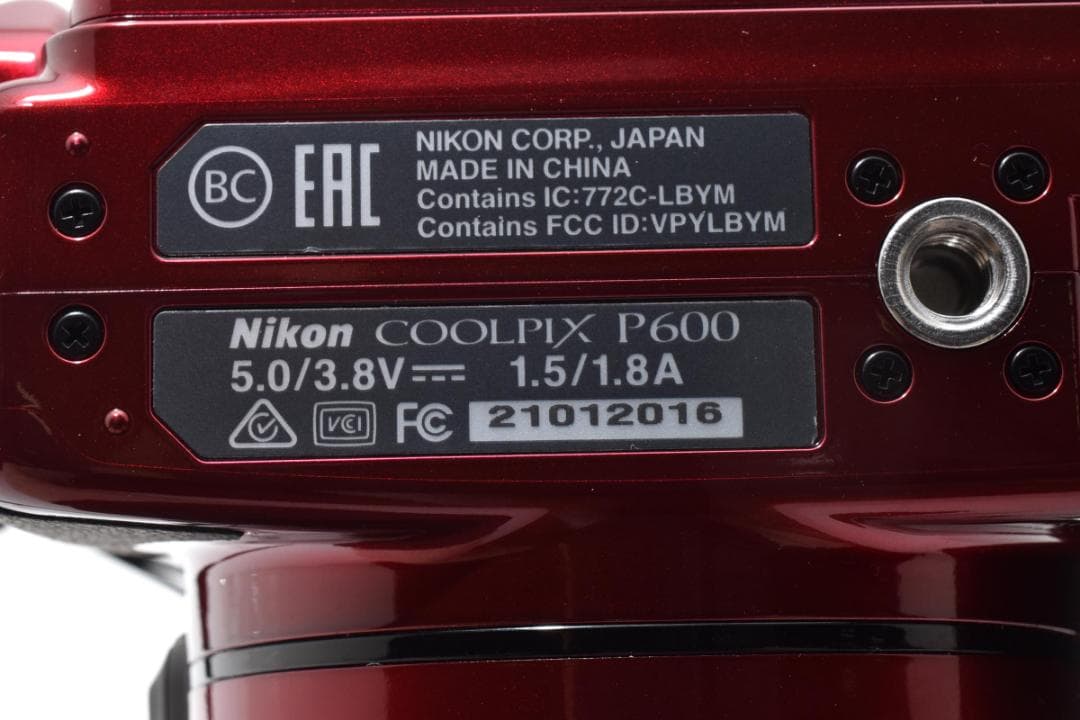 BC EAC NIKON CORP., JAPAN
MADE IN CHINA
Contains IC:772C-LBYM
Contains FCC ID:VPYLBYM
Nikon COOLPIX P600
5.0/3.8V⎓ 1.5/1.8A
VCI FC 21012016